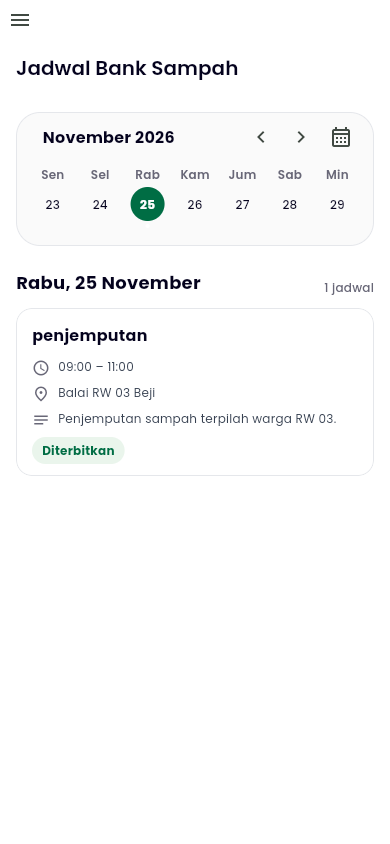 Jadwal Bank Sampah
November 2026
Sen Sel Rab Kam Jum Sab Min
23 24 25 26 27 28 29
Rabu, 25 November
1 jadwal
penjemputan
09:00 – 11:00
Balai RW 03 Beji
Penjemputan sampah terpilah warga RW 03.
Diterbitkan